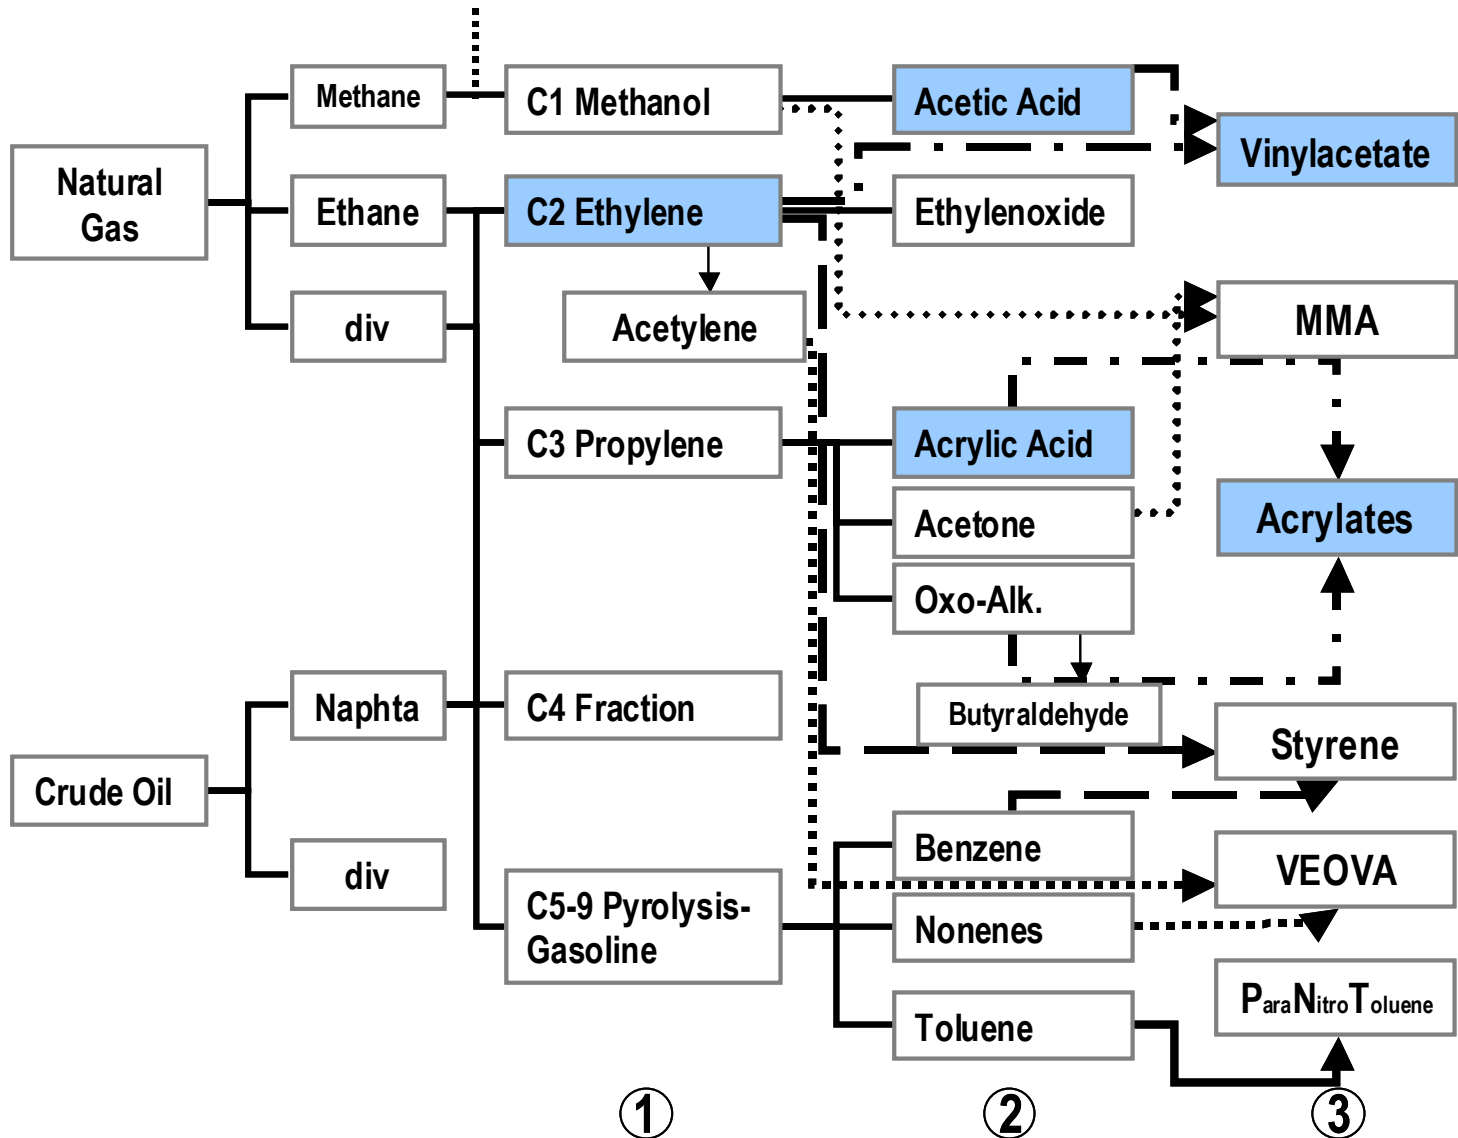 Natural
Gas
Crude Oil
Methane
Ethane
div
Naphta
div
C1 Methanol
C2 Ethylene
Acetylene
C3 Propylene
C4 Fraction
C5-9 Pyrolysis-
Gasoline
Acetic Acid
Ethylenoxide
Acrylic Acid
Acetone
Oxo-Alk.
Butyraldehyde
Benzene
Nonenes
Toluene
Vinylacetate
MMA
Acrylates
Styrene
VEOVA
ParaNitroToluene
1
2
3